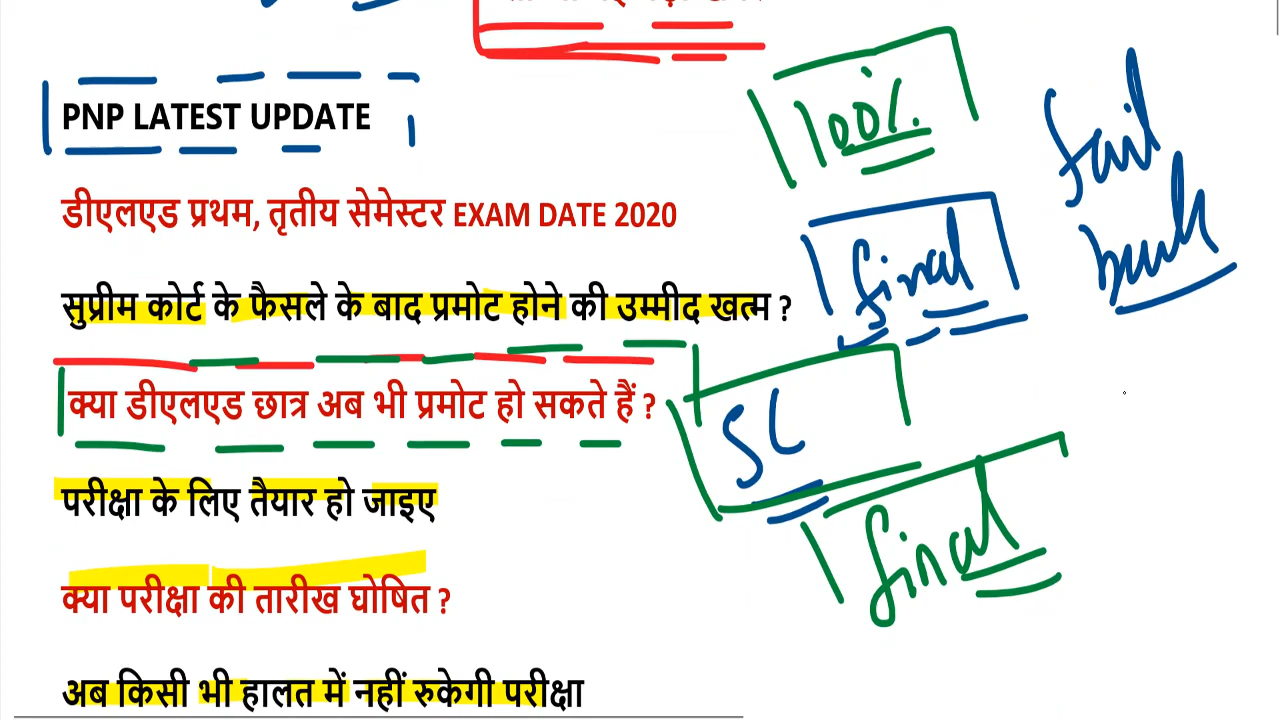 PNP LATEST UPDATE
डीएलएड प्रथम, तृतीय सेमेस्टर EXAM DATE 2020
सुप्रीम कोर्ट के फैसले के बाद प्रमोट होने की उम्मीद खत्म ?
क्या डीएलएड छात्र अब भी प्रमोट हो सकते हैं ?
परीक्षा के लिए तैयार हो जाइए
क्या परीक्षा की तारीख घोषित ?
अब किसी भी हालत में नहीं रुकेगी परीक्षा
100%
fail
final
SC
final